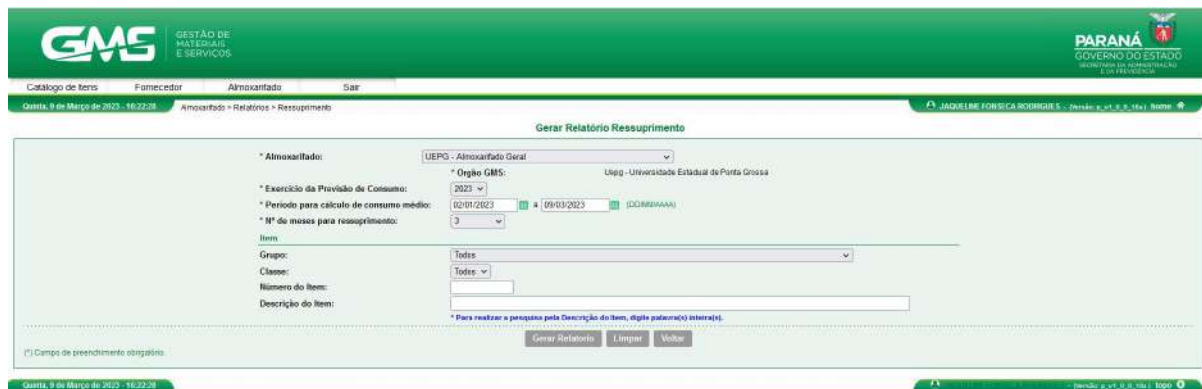 GMS
GESTÃO DE
MATERIAIS
E SERVIÇOS
PARANÁ
GOVERNO DO ESTADO
SECRETARIA DA ADMINISTRAÇÃO
E DA PREVIDÊNCIA
Catálogo de Itens Fornecedor Almoxarifado Sair
Quinta, 9 de Março de 2023 - 16:22:28 Almoxarifado > Relatórios > Ressuprimento JAQUELINE FONSECA RODRIGUES - home
Gerar Relatório Ressuprimento
* Almoxarifado: UEPG - Almoxarifado Geral
* Orgão GMS: Uepg - Universidade Estadual de Ponta Grossa
* Exercício da Previsão de Consumo: 2023
* Período para cálculo de consumo médio: 02/01/2023 a 09/03/2023 (DD/MM/AAAA)
* Nº de meses para ressuprimento: 3
Item
Grupo: Todos
Classe: Todos
Número do Item:
Descrição do Item:
* Para realizar a pesquisa pela Descrição do Item, digite palavra(s) inteira(s).
Gerar Relatório Limpar Voltar
(*) Campo de preenchimento obrigatório.
Quinta, 9 de Março de 2023 - 16:22:28 topo